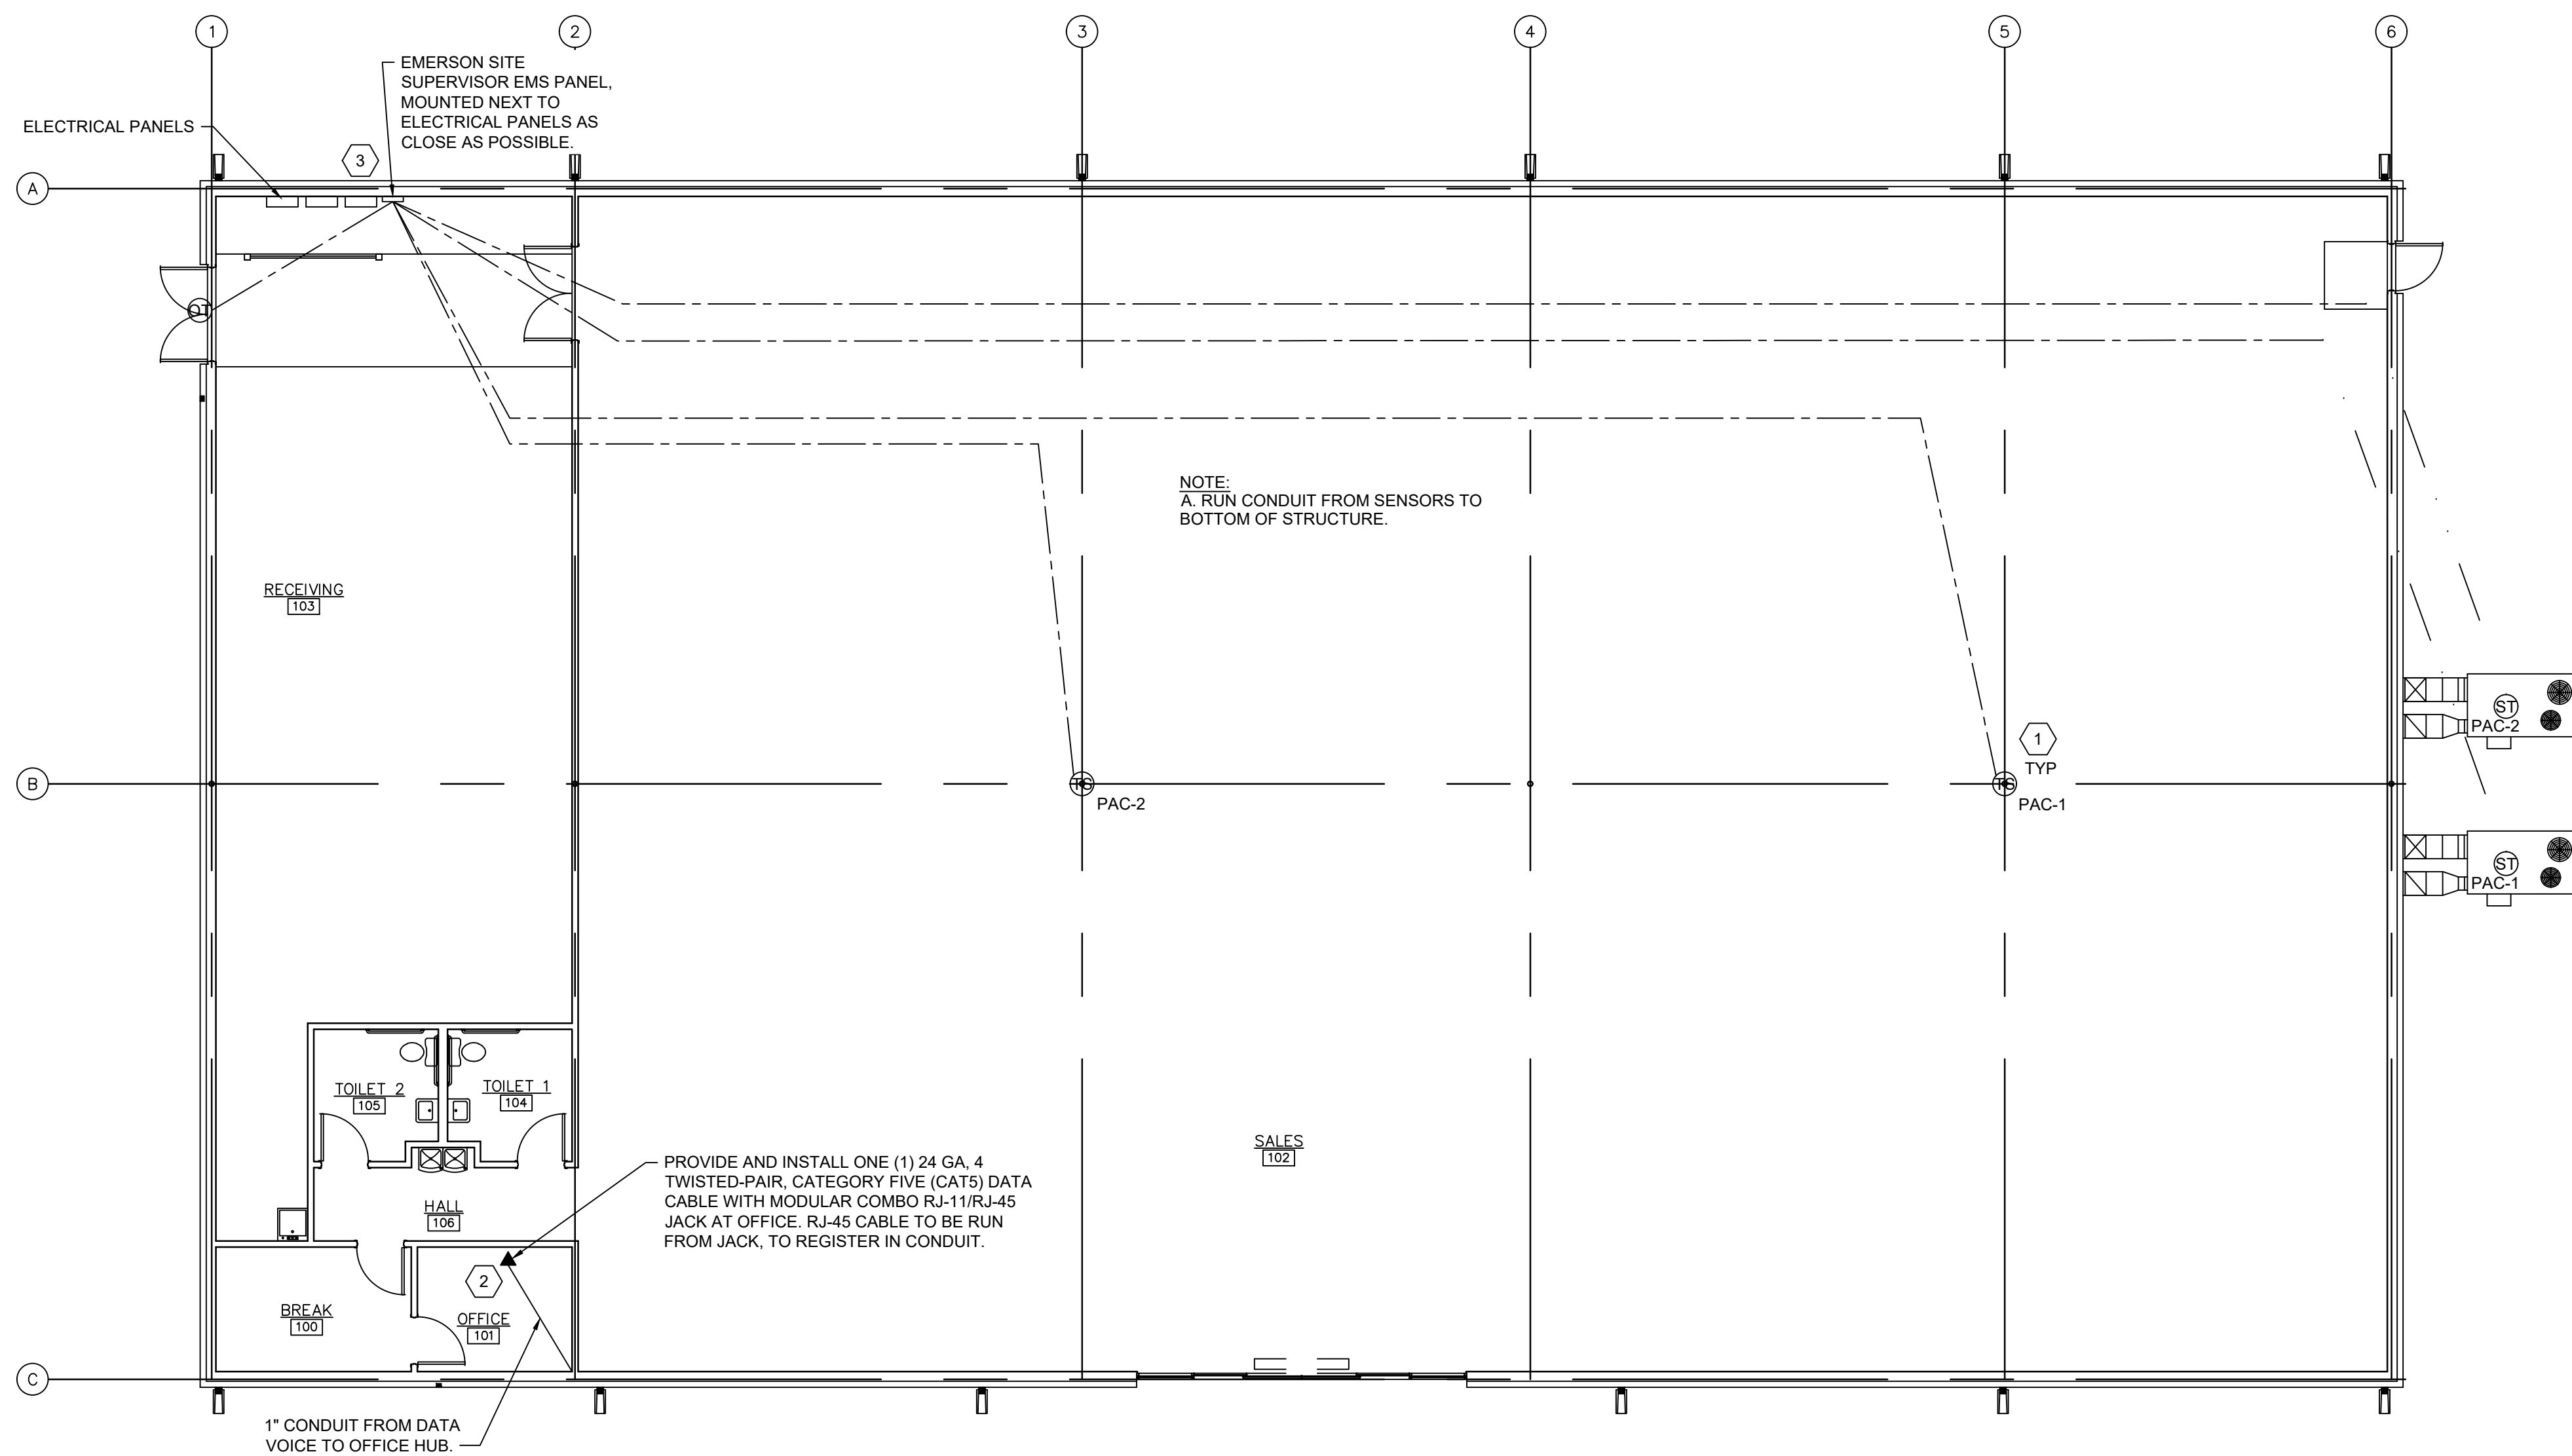 1
2
3
4
5
6
EMERSON SITE
SUPERVISOR EMS PANEL,
MOUNTED NEXT TO
ELECTRICAL PANELS AS
CLOSE AS POSSIBLE.
ELECTRICAL PANELS
3
A
OT
NOTE:
A. RUN CONDUIT FROM SENSORS TO
BOTTOM OF STRUCTURE.
RECEIVING
103
ST
PAC-2
1
TYP
B
TS
PAC-2
TS
PAC-1
ST
PAC-1
TOILET 2
105
TOILET 1
104
SALES
102
PROVIDE AND INSTALL ONE (1) 24 GA, 4
TWISTED-PAIR, CATEGORY FIVE (CAT5) DATA
CABLE WITH MODULAR COMBO RJ-11/RJ-45
JACK AT OFFICE. RJ-45 CABLE TO BE RUN
FROM JACK, TO REGISTER IN CONDUIT.
HALL
106
2
BREAK
100
OFFICE
101
C
1" CONDUIT FROM DATA
VOICE TO OFFICE HUB.